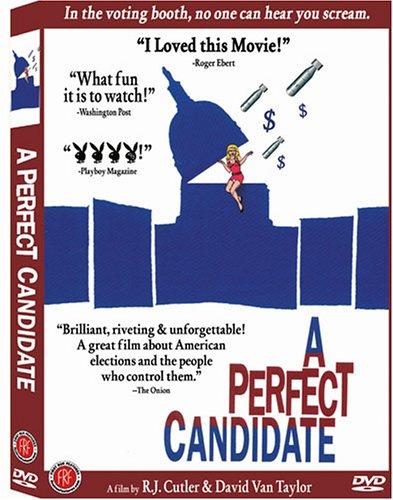 In the voting booth, no one can hear you scream.
"I Loved this Movie!"
-Roger Ebert
"What fun
it is to watch!"
-Washington Post
!"
-Playboy Magazine
$
$
$
"Brilliant, riveting & unforgettable!
A great film about American
elections and the people
who control them."
--The Onion
A
PERFECT
CANDIDATE
A film by R.J. Cutler & David Van Taylor
DVD
A PERFECT CANDIDATE
FRF
DVD